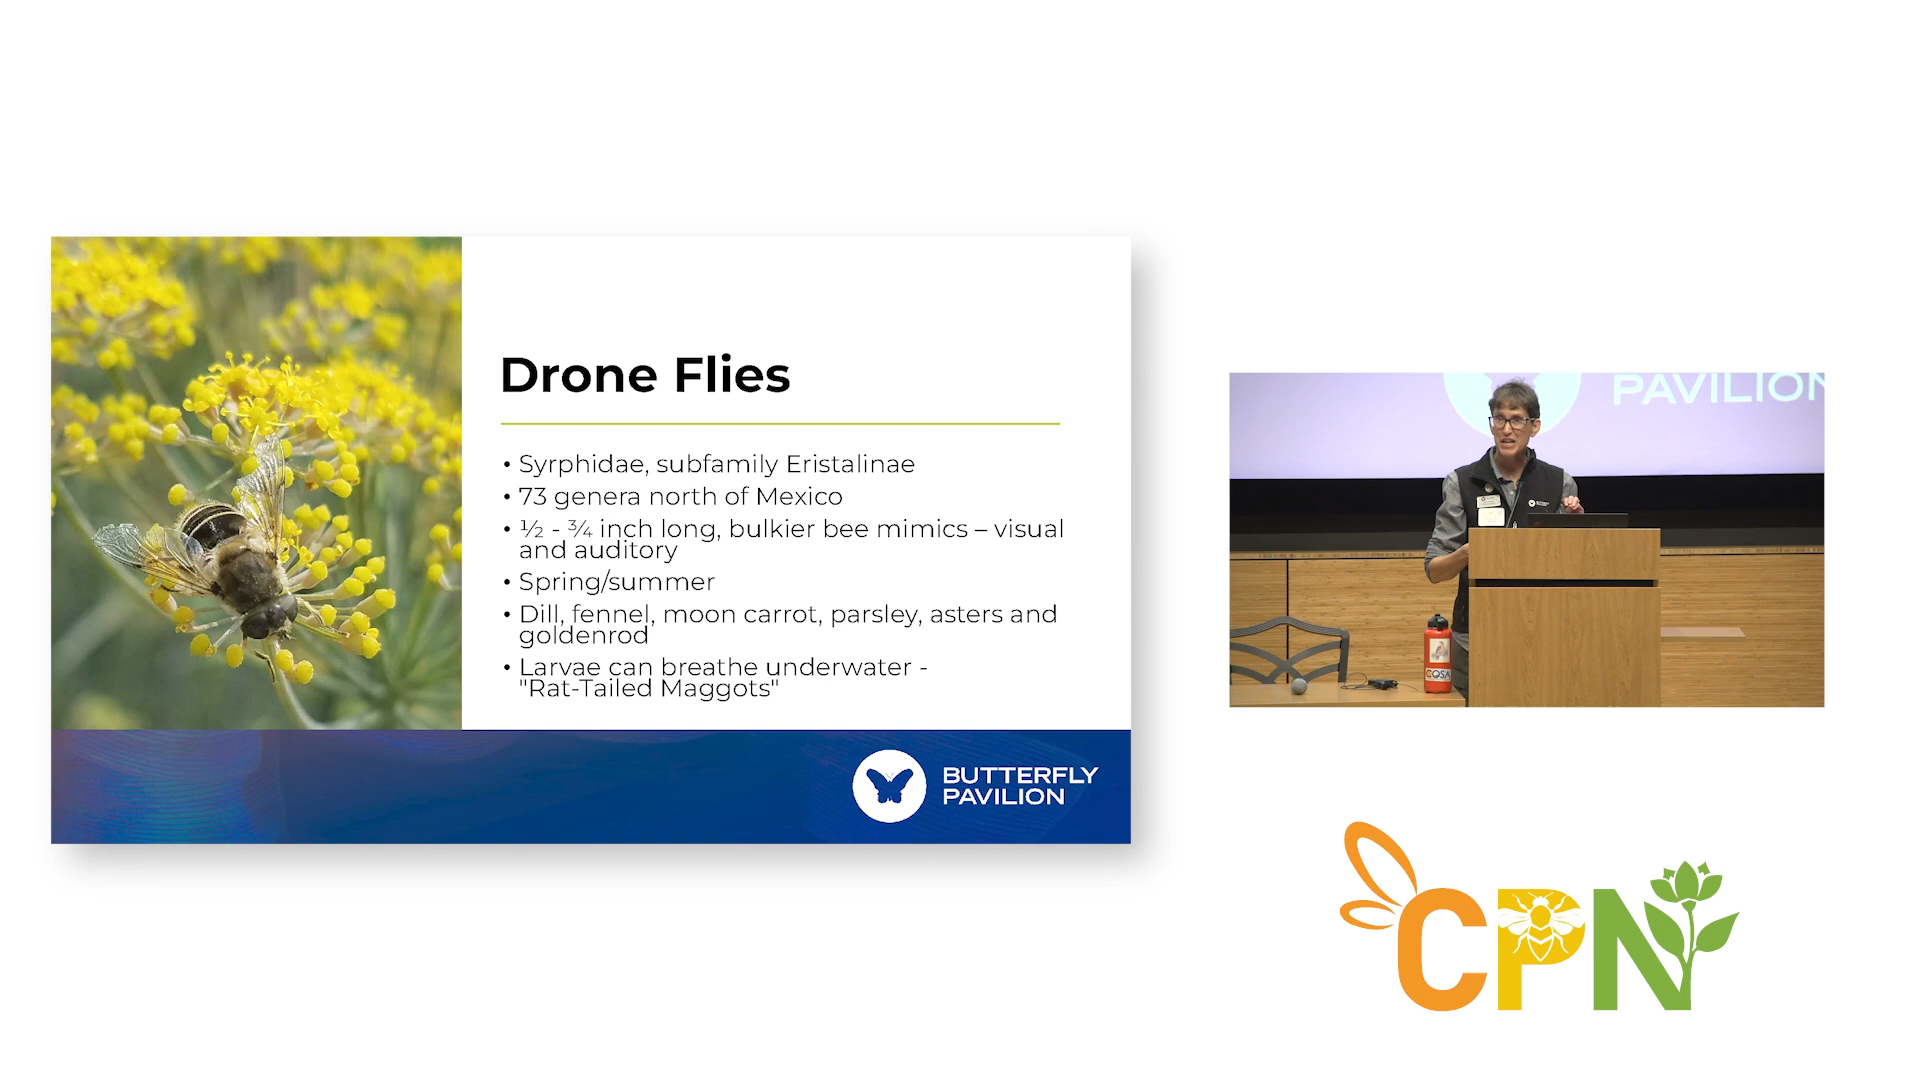 Drone Flies
• Syrphidae, subfamily Eristalinae
• 73 genera north of Mexico
• ½ - ¾ inch long, bulkier bee mimics – visual
and auditory
• Spring/summer
• Dill, fennel, moon carrot, parsley, asters and
goldenrod
• Larvae can breathe underwater -
"Rat-Tailed Maggots"
BUTTERFLY
PAVILION
PAVILION
COSA
CPN